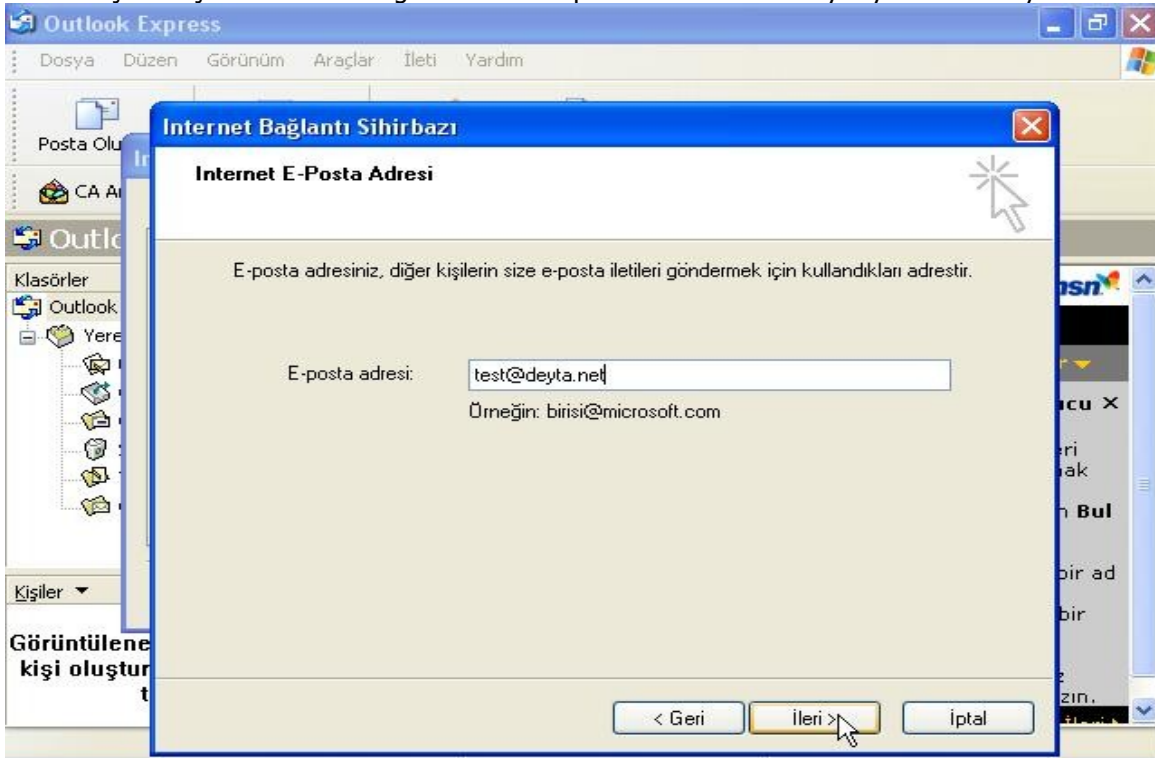 Outlook Express
Dosya Düzen Görünüm Araçlar İleti Yardım
Posta Olu
Internet Bağlantı Sihirbazı
Internet E-Posta Adresi
CA
Outlo
E-posta adresiniz, diğer kişilerin size e-posta iletileri göndermek için kullandıkları adrestir.
Klasörler
msn
Outlook
Yere
E-posta adresi: test@deyta.net
Örneğin: birisi@microsoft.com
ucu
eri
ak
Bul
Kişiler
bir ad
bir
Görüntülene
kişi oluştur
t
zın.
< Geri İleri > İptal